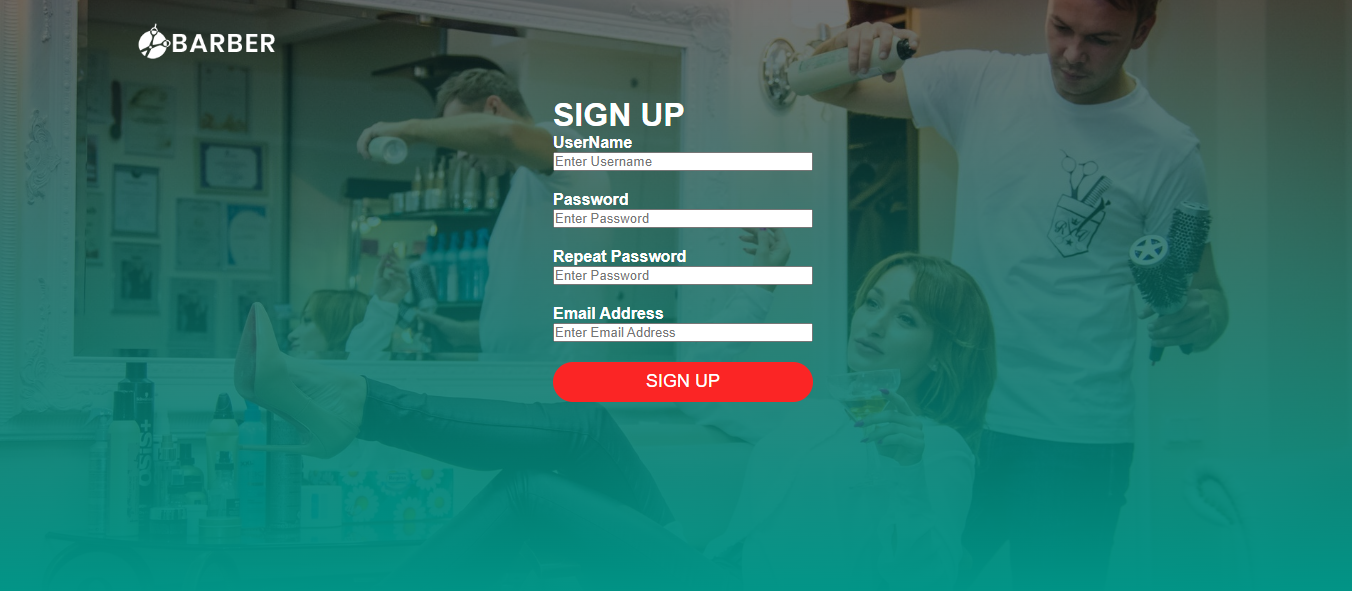 BARBER
SIGN UP
UserName
Enter Username
Password
Enter Password
Repeat Password
Enter Password
Email Address
Enter Email Address
SIGN UP
OSiS+